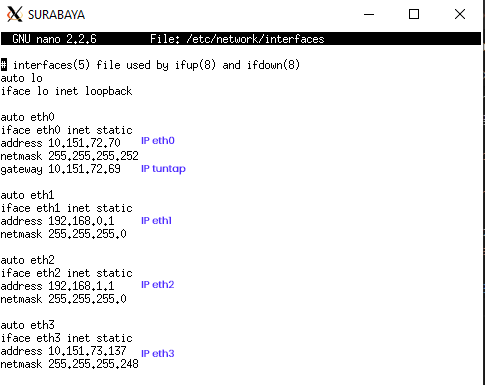 SURABAYA
GNU nano 2.2.6 File: /etc/network/interfaces
# interfaces(5) file used by ifup(8) and ifdown(8)
auto lo
iface lo inet loopback
auto eth0
iface eth0 inet static
address 10.151.72.70 IP eth0
netmask 255.255.255.252
gateway 10.151.72.69 IP tuntap
auto eth1
iface eth1 inet static
address 192.168.0.1 IP eth1
netmask 255.255.255.0
auto eth2
iface eth2 inet static
address 192.168.1.1 IP eth2
netmask 255.255.255.0
auto eth3
iface eth3 inet static
address 10.151.73.137 IP eth3
netmask 255.255.255.248